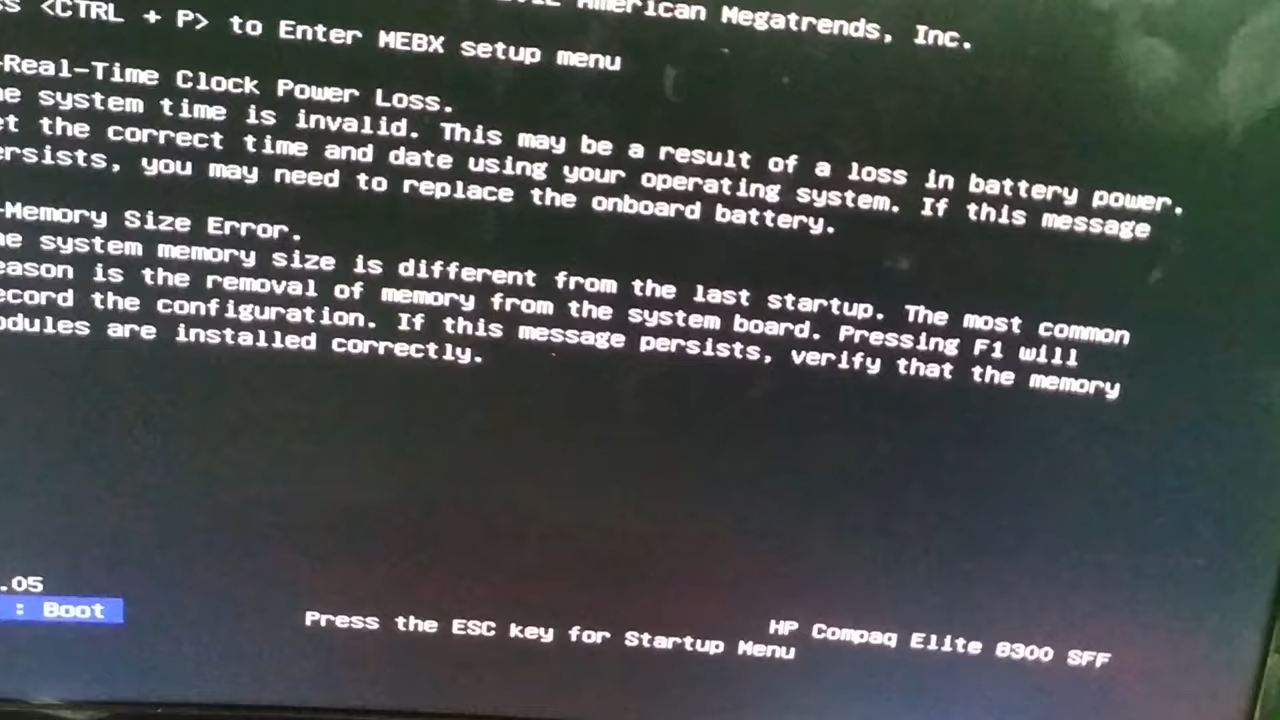 American Megatrends, Inc.
<CTRL + P> to Enter MEBX setup menu
-Real-Time Clock Power Loss.
system time is invalid. This may be a result of a loss in battery power.
the correct time and date using your operating system. If this message
ersists, you may need to replace the onboard battery.
-Memory Size Error.
system memory size is different from the last startup. The most common
eason is the removal of memory from the system board. Pressing F1 will
ecord the configuration. If this message persists, verify that the memory
odules are installed correctly.
.05
: Boot
Press the ESC key for Startup Menu
HP Compaq Elite 8300 SFF